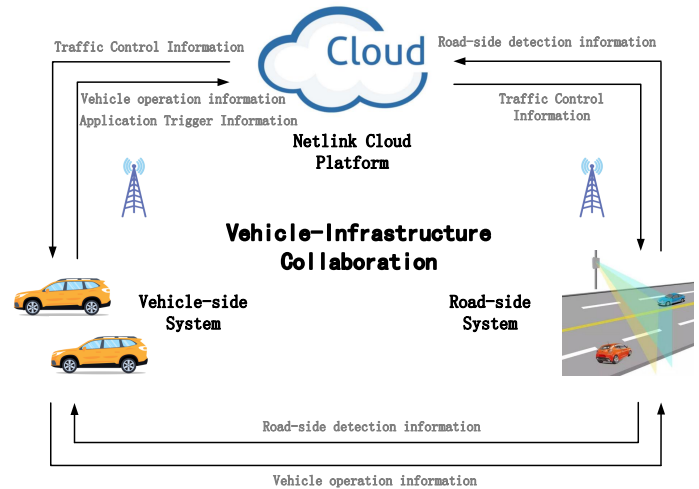 Cloud
Traffic Control Information
Road-side detection information
Vehicle operation information
Application Trigger Information
Traffic Control
Information
Netlink Cloud
Platform
Vehicle-Infrastructure
Collaboration
Vehicle-side
System
Road-side
System
Road-side detection information
Vehicle operation information